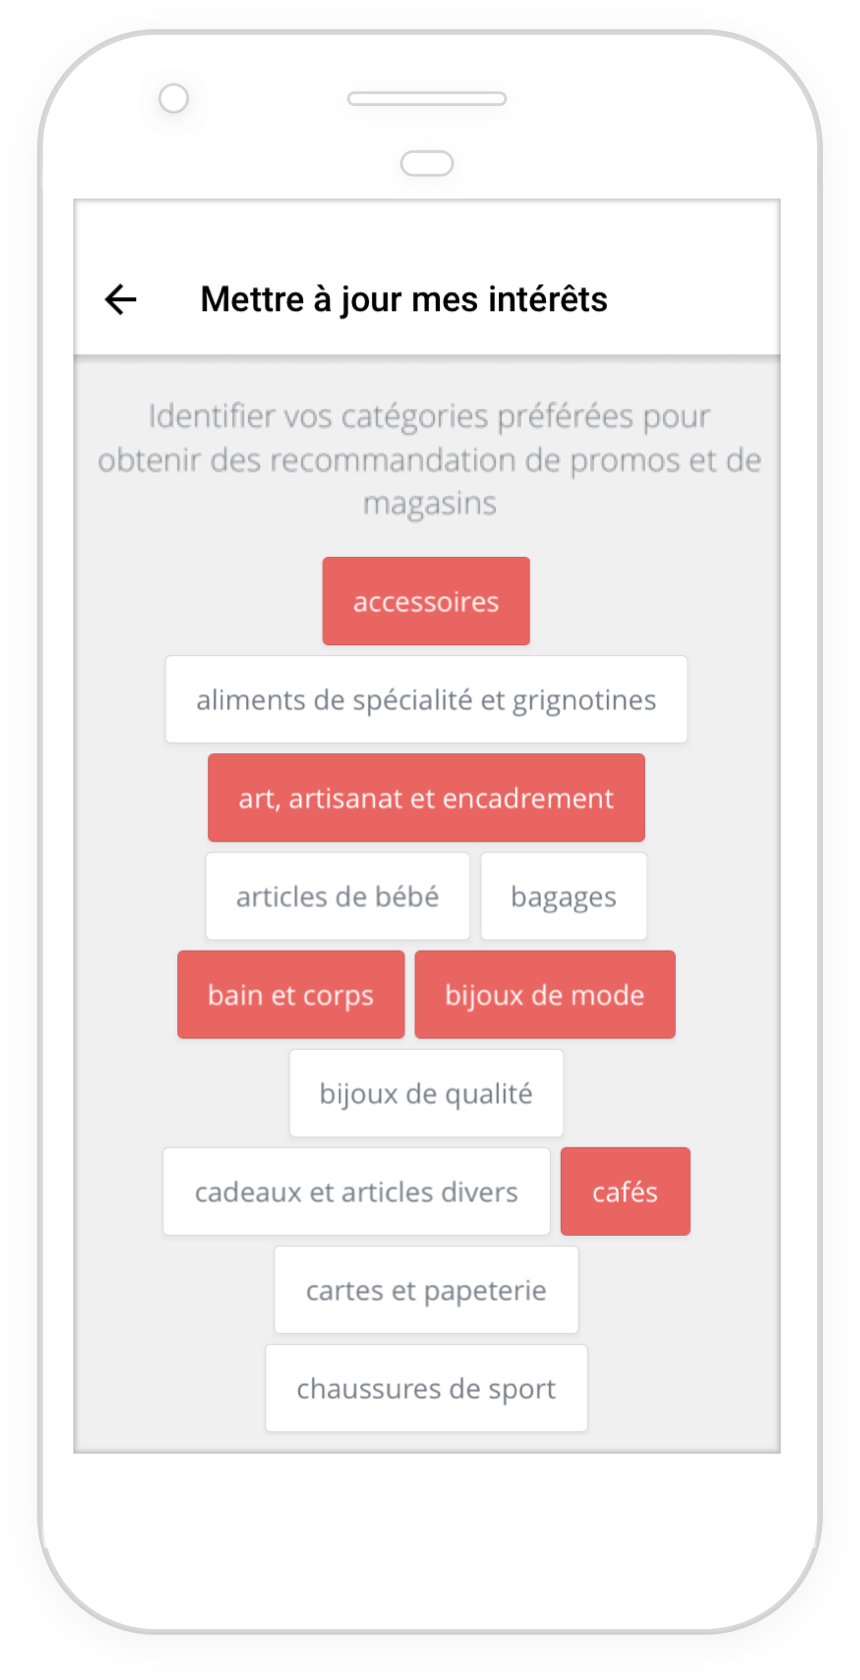 Mettre à jour mes intérêts
Identifier vos catégories préférées pour
obtenir des recommandation de promos et de
magasins
accessoires
aliments de spécialité et grignotines
art, artisanat et encadrement
articles de bébé bagages
bain et corps bijoux de mode
bijoux de qualité
cadeaux et articles divers cafés
cartes et papeterie
chaussures de sport